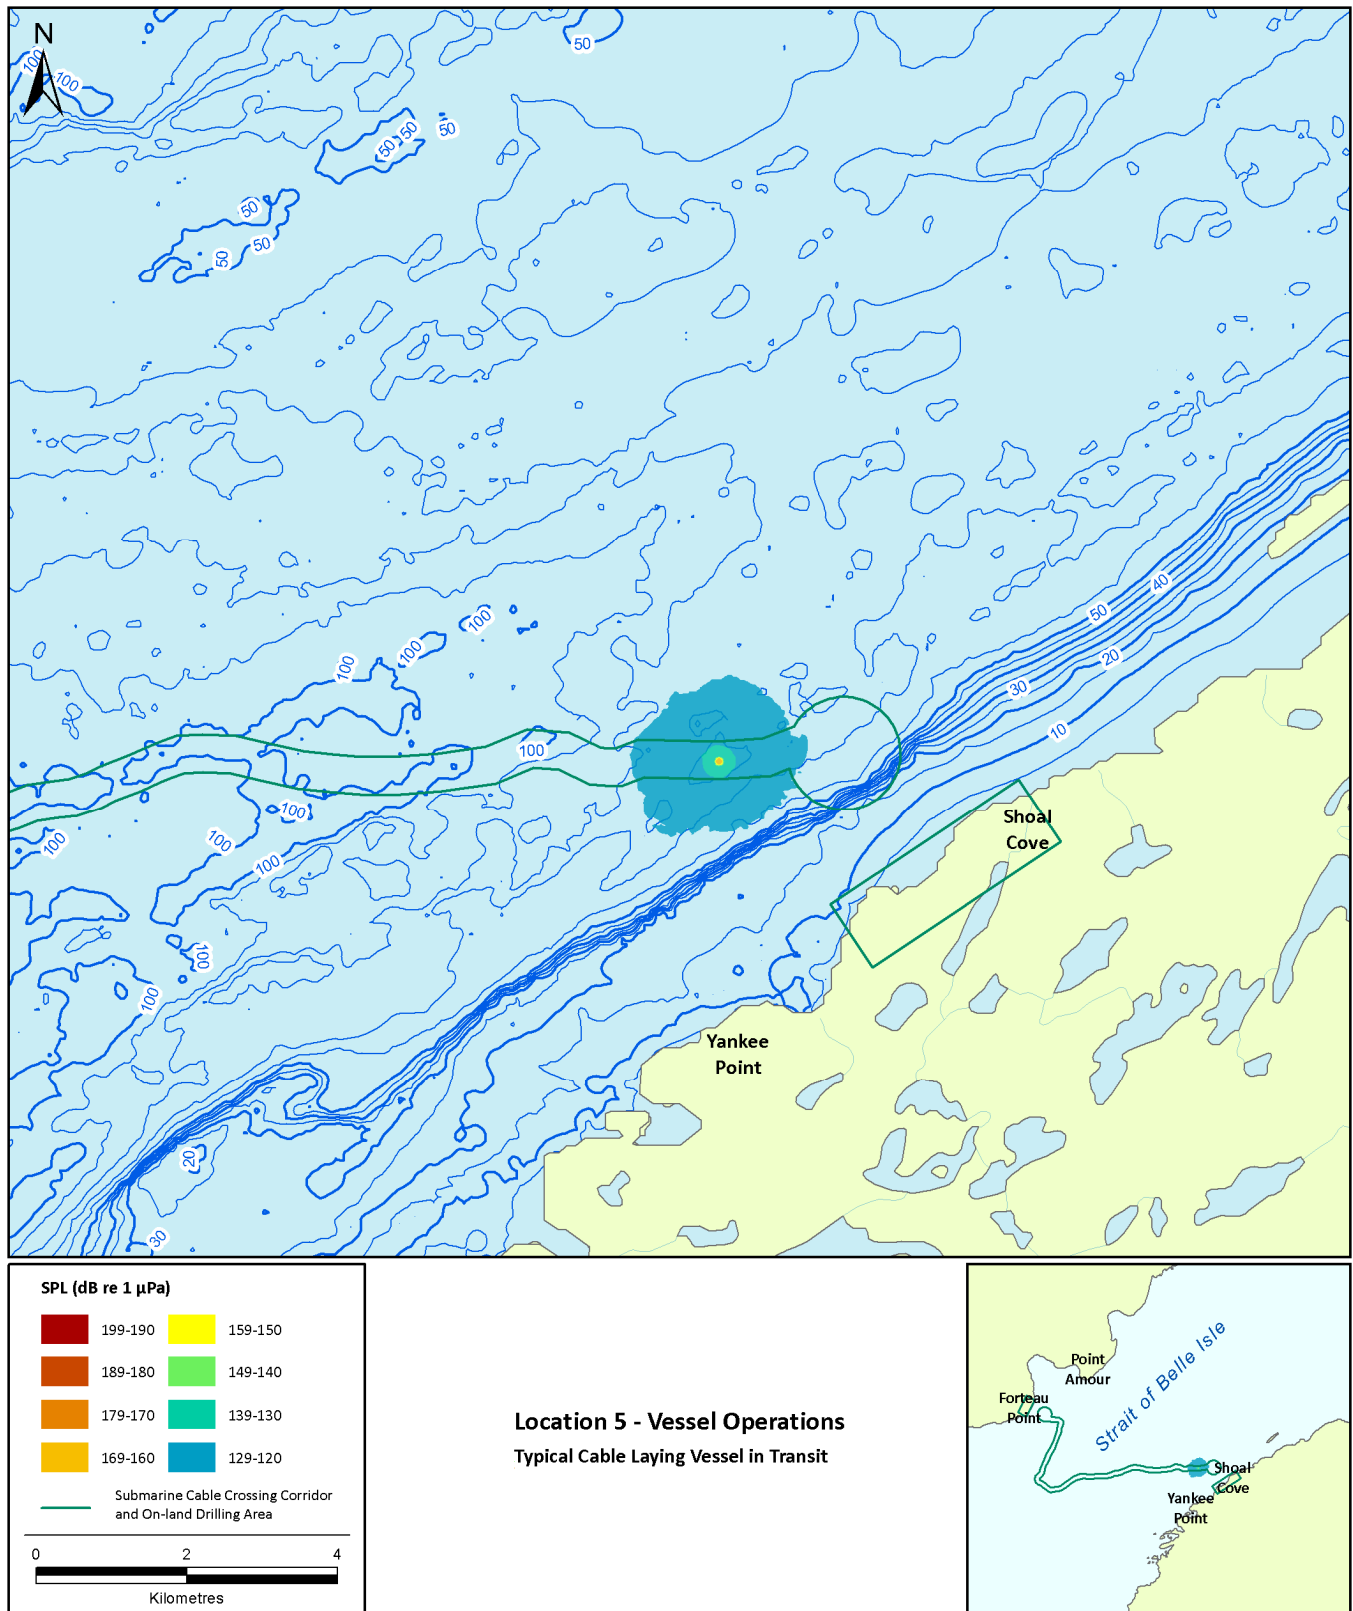 N
50
100
100
50
50
50
50
50
50
50
40
50
20
30
10
100
100
100
100
100
100
100
100
100
100
Shoal
Cove
Yankee
Point
20
30
SPL (dB re 1 µPa)
199-190
159-150
189-180
149-140
179-170
139-130
169-160
129-120
Submarine Cable Crossing Corridor
and On-land Drilling Area
0 2 4
Kilometres
Location 5 - Vessel Operations
Typical Cable Laying Vessel in Transit
Point
Amour
Forteau
Point
Strait of Belle Isle
Shoal
Cove
Yankee
Point